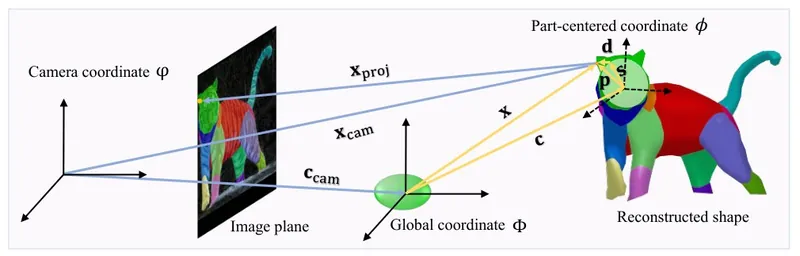 Part-centered coordinate ϕ
d
s
p
Camera coordinate φ
x_proj
x
x_cam
c
c_cam
Image plane
Global coordinate Φ
Reconstructed shape